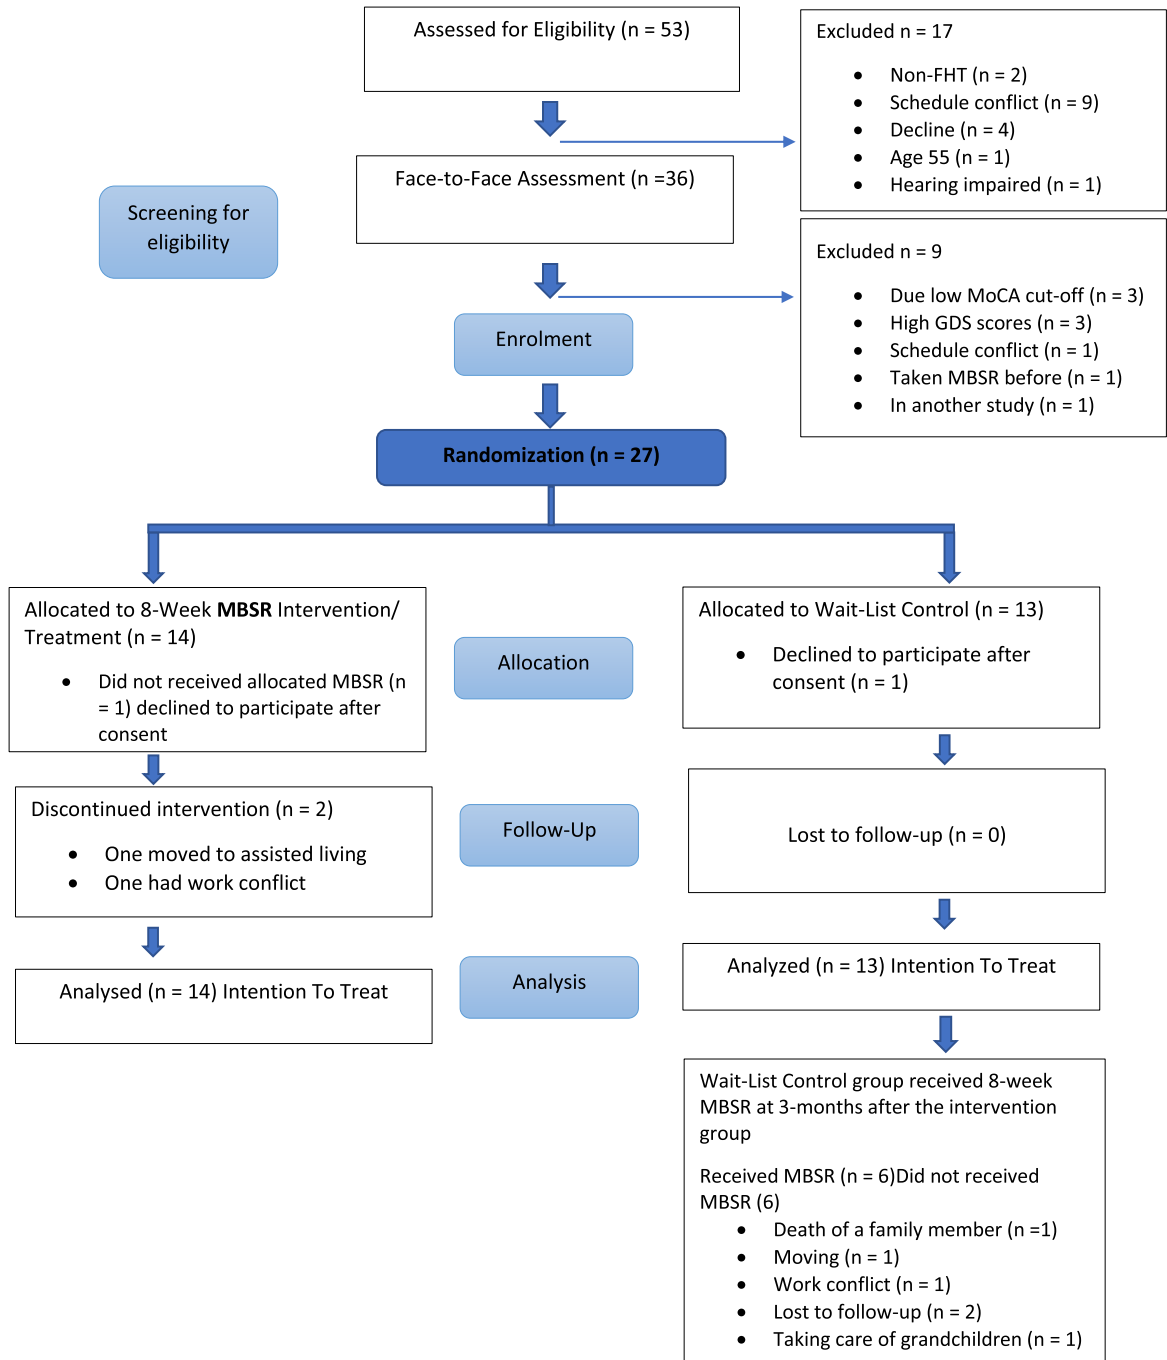 Assessed for Eligibility (n = 53)
Excluded n = 17
• Non-FHT (n = 2)
• Schedule conflict (n = 9)
• Decline (n = 4)
• Age 55 (n = 1)
• Hearing impaired (n = 1)
Face-to-Face Assessment (n =36)
Screening for
eligibility
Excluded n = 9
• Due low MoCA cut-off (n = 3)
• High GDS scores (n = 3)
• Schedule conflict (n = 1)
• Taken MBSR before (n = 1)
• In another study (n = 1)
Enrolment
Randomization (n = 27)
Allocated to 8-Week MBSR Intervention/
Treatment (n = 14)
• Did not received allocated MBSR (n
= 1) declined to participate after
consent
Allocation
Allocated to Wait-List Control (n = 13)
• Declined to participate after
consent (n = 1)
Discontinued intervention (n = 2)
• One moved to assisted living
• One had work conflict
Follow-Up
Lost to follow-up (n = 0)
Analysed (n = 14) Intention To Treat
Analysis
Analyzed (n = 13) Intention To Treat
Wait-List Control group received 8-week
MBSR at 3-months after the intervention
group
Received MBSR (n = 6)Did not received
MBSR (6)
• Death of a family member (n =1)
• Moving (n = 1)
• Work conflict (n = 1)
• Lost to follow-up (n = 2)
• Taking care of grandchildren (n = 1)